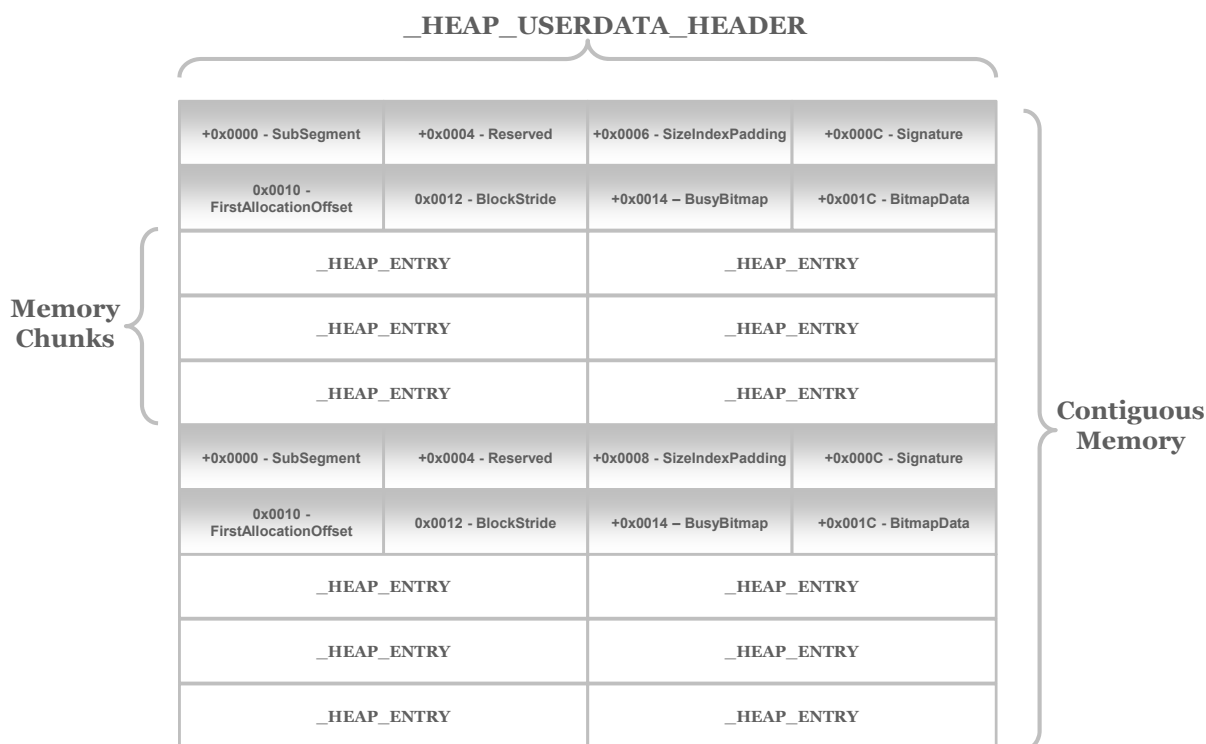 _HEAP_USERDATA_HEADER
+0x0000 - SubSegment
+0x0004 - Reserved
+0x0006 - SizeIndexPadding
+0x000C - Signature
0x0010 -
FirstAllocationOffset
0x0012 - BlockStride
+0x0014 – BusyBitmap
+0x001C - BitmapData
Memory
Chunks
_HEAP_ENTRY
_HEAP_ENTRY
_HEAP_ENTRY
_HEAP_ENTRY
_HEAP_ENTRY
_HEAP_ENTRY
Contiguous
Memory
+0x0000 - SubSegment
+0x0004 - Reserved
+0x0008 - SizeIndexPadding
+0x000C - Signature
0x0010 -
FirstAllocationOffset
0x0012 - BlockStride
+0x0014 – BusyBitmap
+0x001C - BitmapData
_HEAP_ENTRY
_HEAP_ENTRY
_HEAP_ENTRY
_HEAP_ENTRY
_HEAP_ENTRY
_HEAP_ENTRY